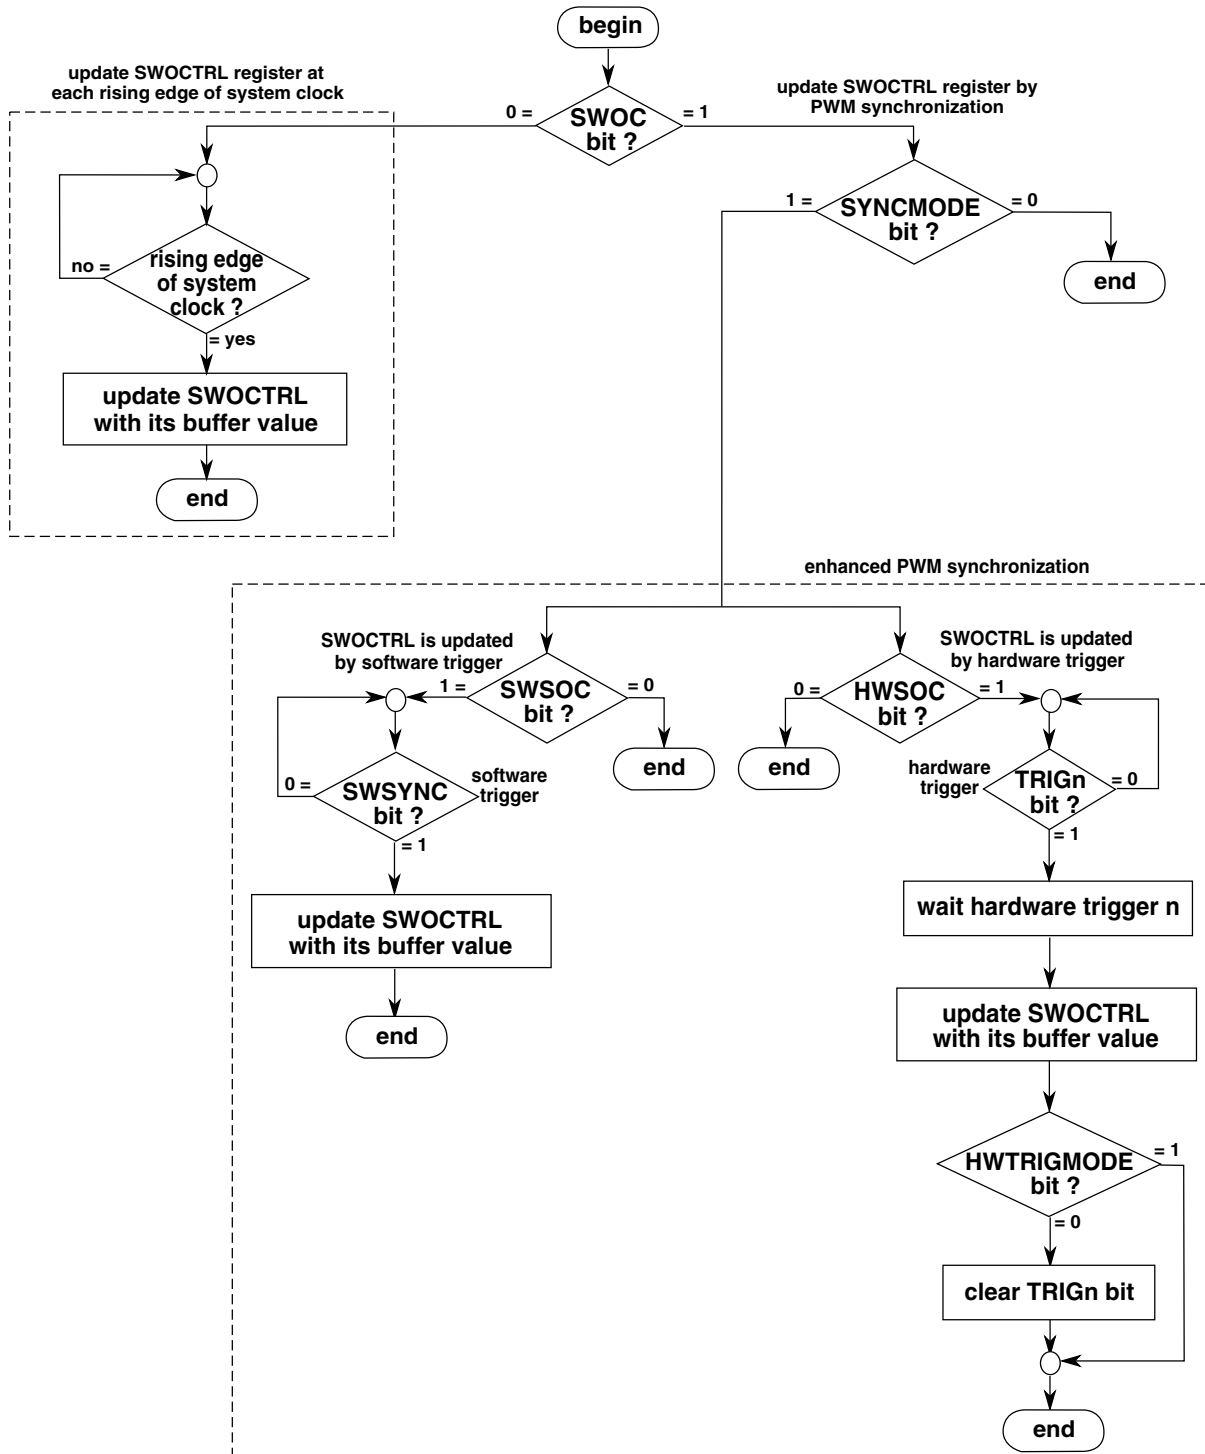 begin
update SWOCTRL register at
each rising edge of system clock
update SWOCTRL register by
PWM synchronization
0 =
SWOC
bit ?
= 1
1 =
SYNCMODE
bit ?
= 0
end
no =
rising edge
of system
clock ?
= yes
update SWOCTRL
with its buffer value
end
enhanced PWM synchronization
SWOCTRL is updated
by software trigger
SWOCTRL is updated
by hardware trigger
1 =
SWSOC
bit ?
= 0
end
0 =
HWSOC
bit ?
= 1
end
0 =
SWSYNC
bit ?
software
trigger
= 1
hardware
trigger
TRIGn
bit ?
= 0
= 1
update SWOCTRL
with its buffer value
end
wait hardware trigger n
update SWOCTRL
with its buffer value
HWTRIGMODE
bit ?
= 1
= 0
clear TRIGn bit
end